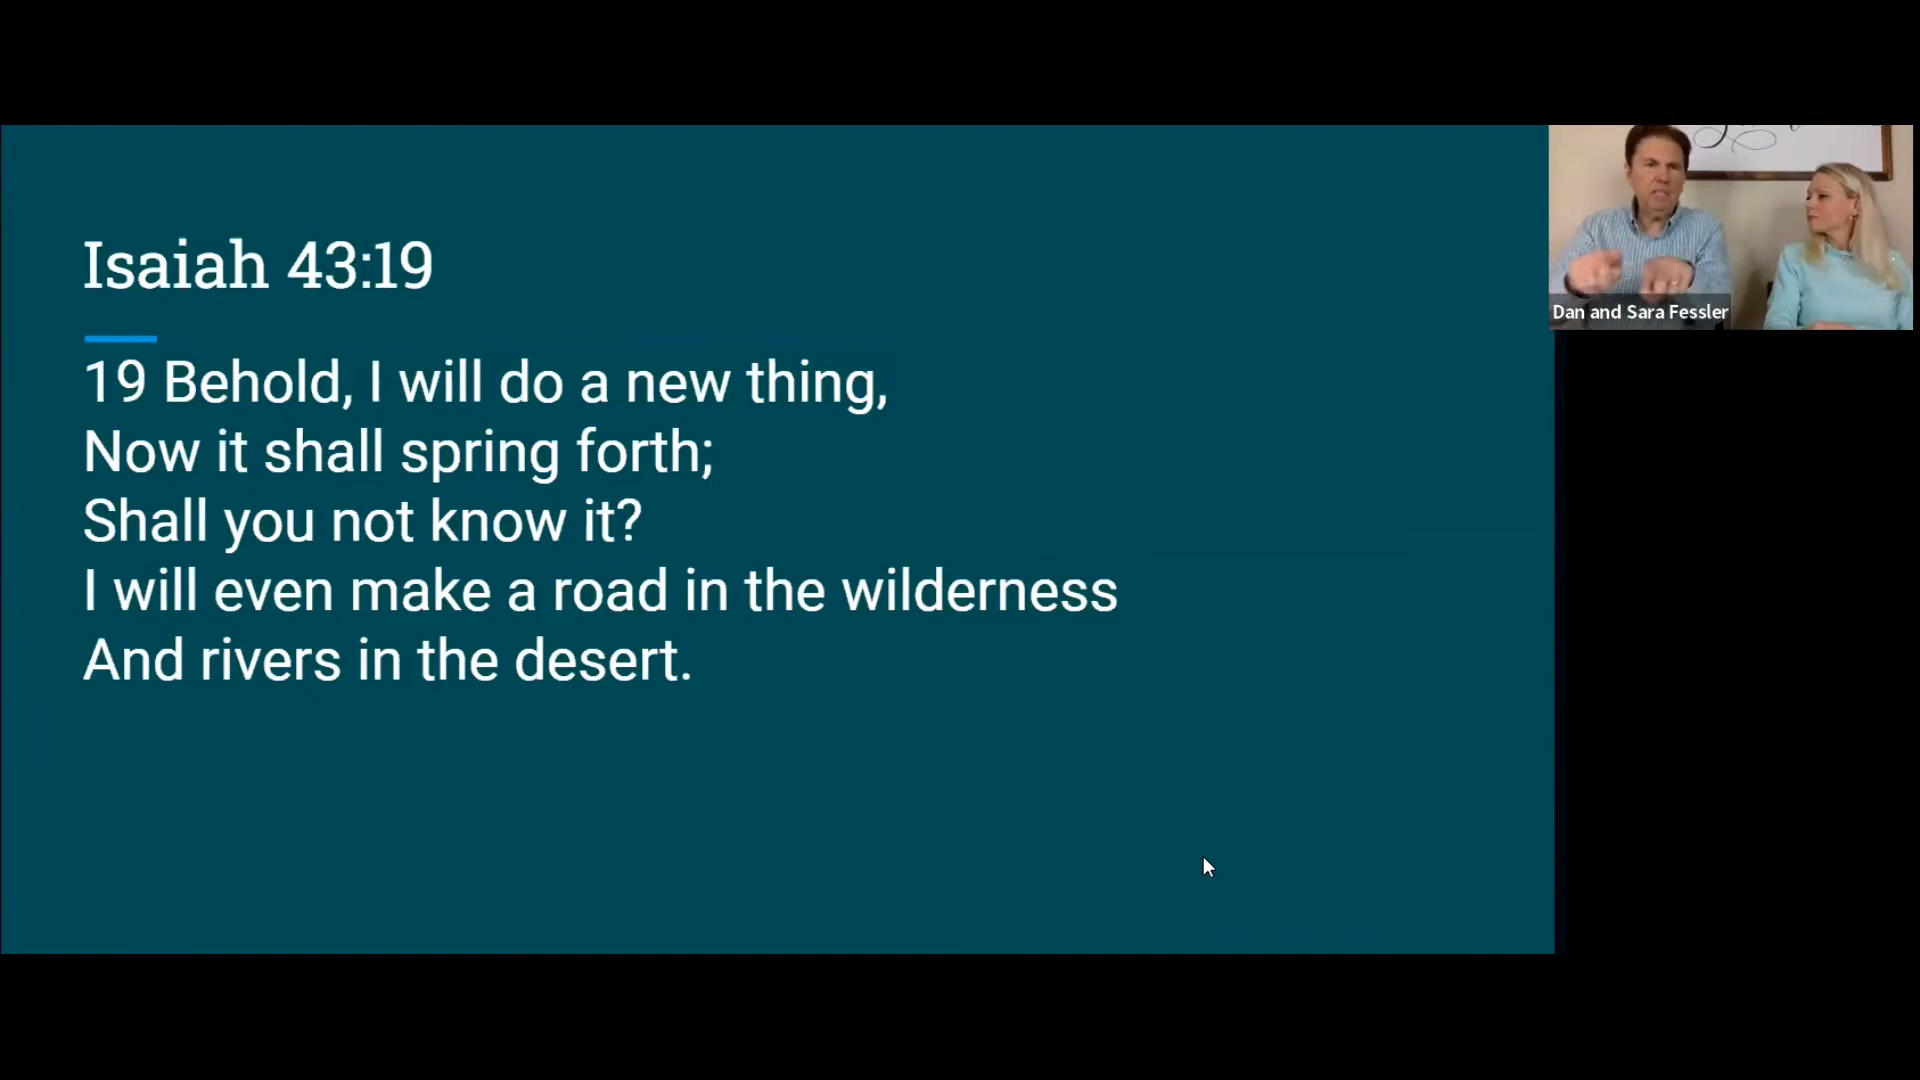 Isaiah 43:19
19 Behold, I will do a new thing,
Now it shall spring forth;
Shall you not know it?
I will even make a road in the wilderness
And rivers in the desert.
Dan and Sara Fessler